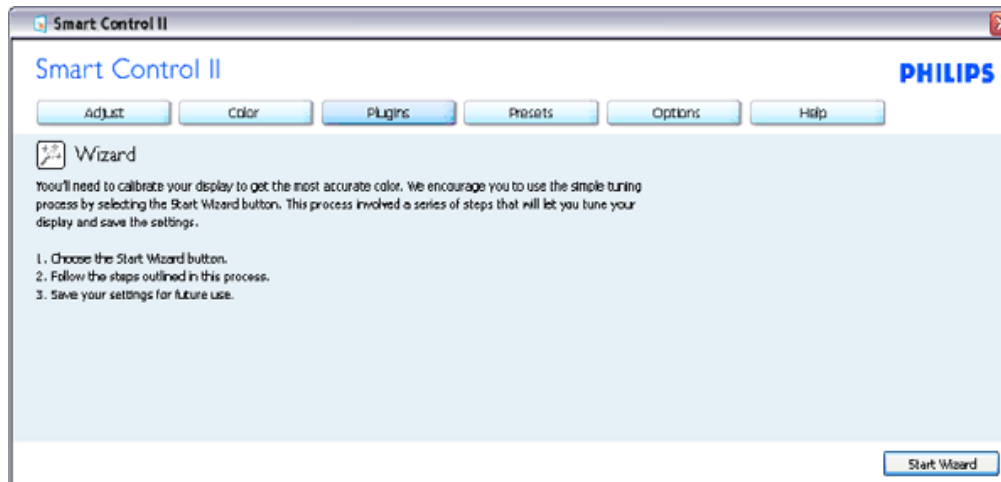 Smart Control II
Smart Control II
PHILIPS
Adjust Color Plugins Presets Options Help
Wizard
Yoou'll need to calibrate your display to get the most accurate color. We encourage you to use the simple tuning
process by selecting the Start Wizard button. This process involved a series of steps that will let you tune your
display and save the settings.
1. Choose the Start Wizard button.
2. Follow the steps outlined in this process.
3. Save your settings for future use.
Start Wizard